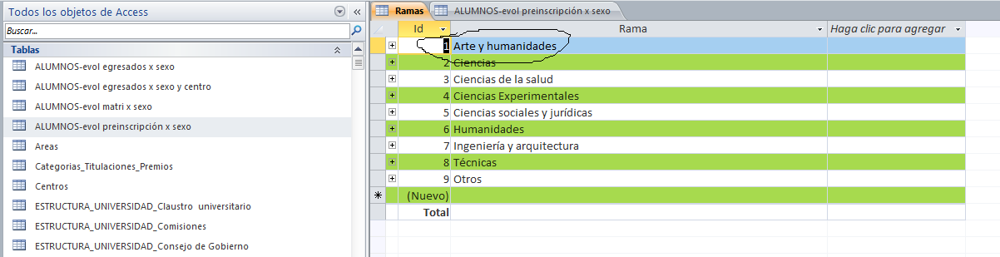 Todos los objetos de Access
Buscar...
Tablas
ALUMNOS-evol egresados x sexo
ALUMNOS-evol egresados x sexo y centro
ALUMNOS-evol matri x sexo
ALUMNOS-evol preinscripción x sexo
Areas
Categorias_Titulaciones_Premios
Centros
ESTRUCTURA_UNIVERSIDAD_Claustro universitario
ESTRUCTURA_UNIVERSIDAD_Comisiones
ESTRUCTURA_UNIVERSIDAD_Consejo de Gobierno
Ramas ALUMNOS-evol preinscripción x sexo
Id Rama Haga clic para agregar
1 Arte y humanidades
2 Ciencias
3 Ciencias de la salud
4 Ciencias Experimentales
5 Ciencias sociales y jurídicas
6 Humanidades
7 Ingeniería y arquitectura
8 Técnicas
9 Otros
(Nuevo)
Total